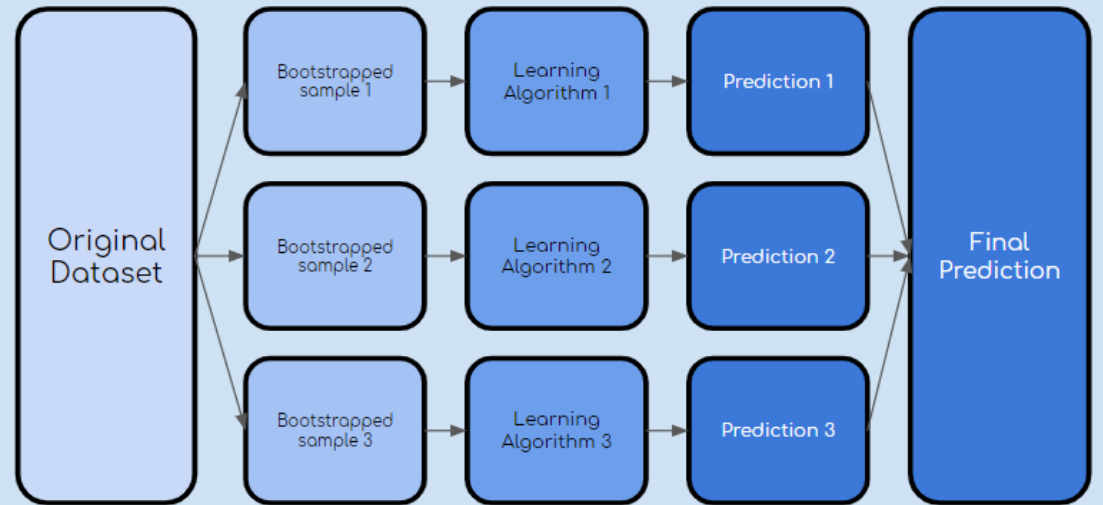 Original
Dataset
Bootstrapped
sample 1
Learning
Algorithm 1
Prediction 1
Bootstrapped
sample 2
Learning
Algorithm 2
Prediction 2
Bootstrapped
sample 3
Learning
Algorithm 3
Prediction 3
Final
Prediction